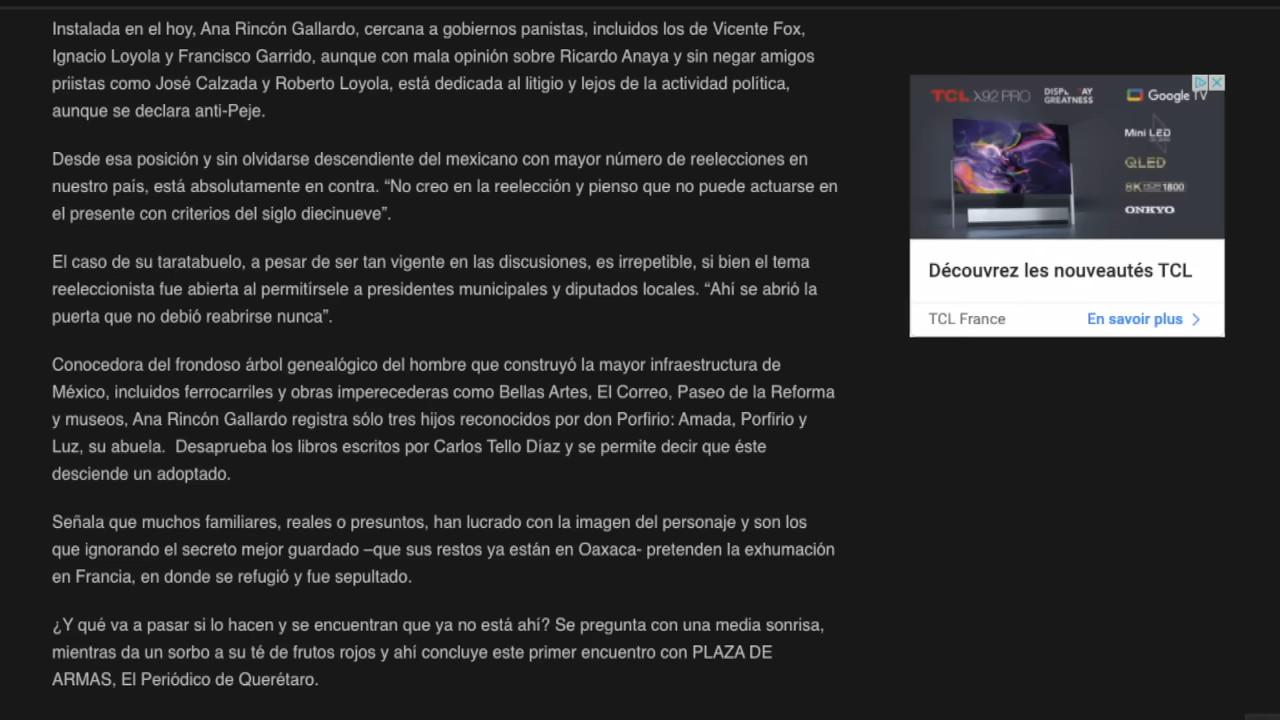 Instalada en el hoy, Ana Rincón Gallardo, cercana a gobiernos panistas, incluidos los de Vicente Fox,
Ignacio Loyola y Francisco Garrido, aunque con mala opinión sobre Ricardo Anaya y sin negar amigos
priistas como José Calzada y Roberto Loyola, está dedicada al litigio y lejos de la actividad política,
aunque se declara anti-Peje.
Desde esa posición y sin olvidarse descendiente del mexicano con mayor número de reelecciones en
nuestro país, está absolutamente en contra. “No creo en la reelección y pienso que no puede actuarse en
el presente con criterios del siglo diecinueve”.
El caso de su taratabuelo, a pesar de ser tan vigente en las discusiones, es irrepetible, si bien el tema
reeleccionista fue abierta al permitírsele a presidentes municipales y diputados locales. “Ahí se abrió la
puerta que no debió reabrirse nunca”.
Conocedora del frondoso árbol genealógico del hombre que construyó la mayor infraestructura de
México, incluidos ferrocarriles y obras imperecederas como Bellas Artes, El Correo, Paseo de la Reforma
y museos, Ana Rincón Gallardo registra sólo tres hijos reconocidos por don Porfirio: Amada, Porfirio y
Luz, su abuela.  Desaprueba los libros escritos por Carlos Tello Díaz y se permite decir que éste
desciende un adoptado.
Señala que muchos familiares, reales o presuntos, han lucrado con la imagen del personaje y son los
que ignorando el secreto mejor guardado –que sus restos ya están en Oaxaca- pretenden la exhumación
en Francia, en donde se refugió y fue sepultado.
¿Y qué va a pasar si lo hacen y se encuentran que ya no está ahí? Se pregunta con una media sonrisa,
mientras da un sorbo a su té de frutos rojos y ahí concluye este primer encuentro con PLAZA DE
ARMAS, El Periódico de Querétaro.
TCL X92 PRO
GREATNESS
Google TV
Mini LED
QLED
8K 1800
ONKYO
Découvrez les nouveautés TCL
TCL France
En savoir plus